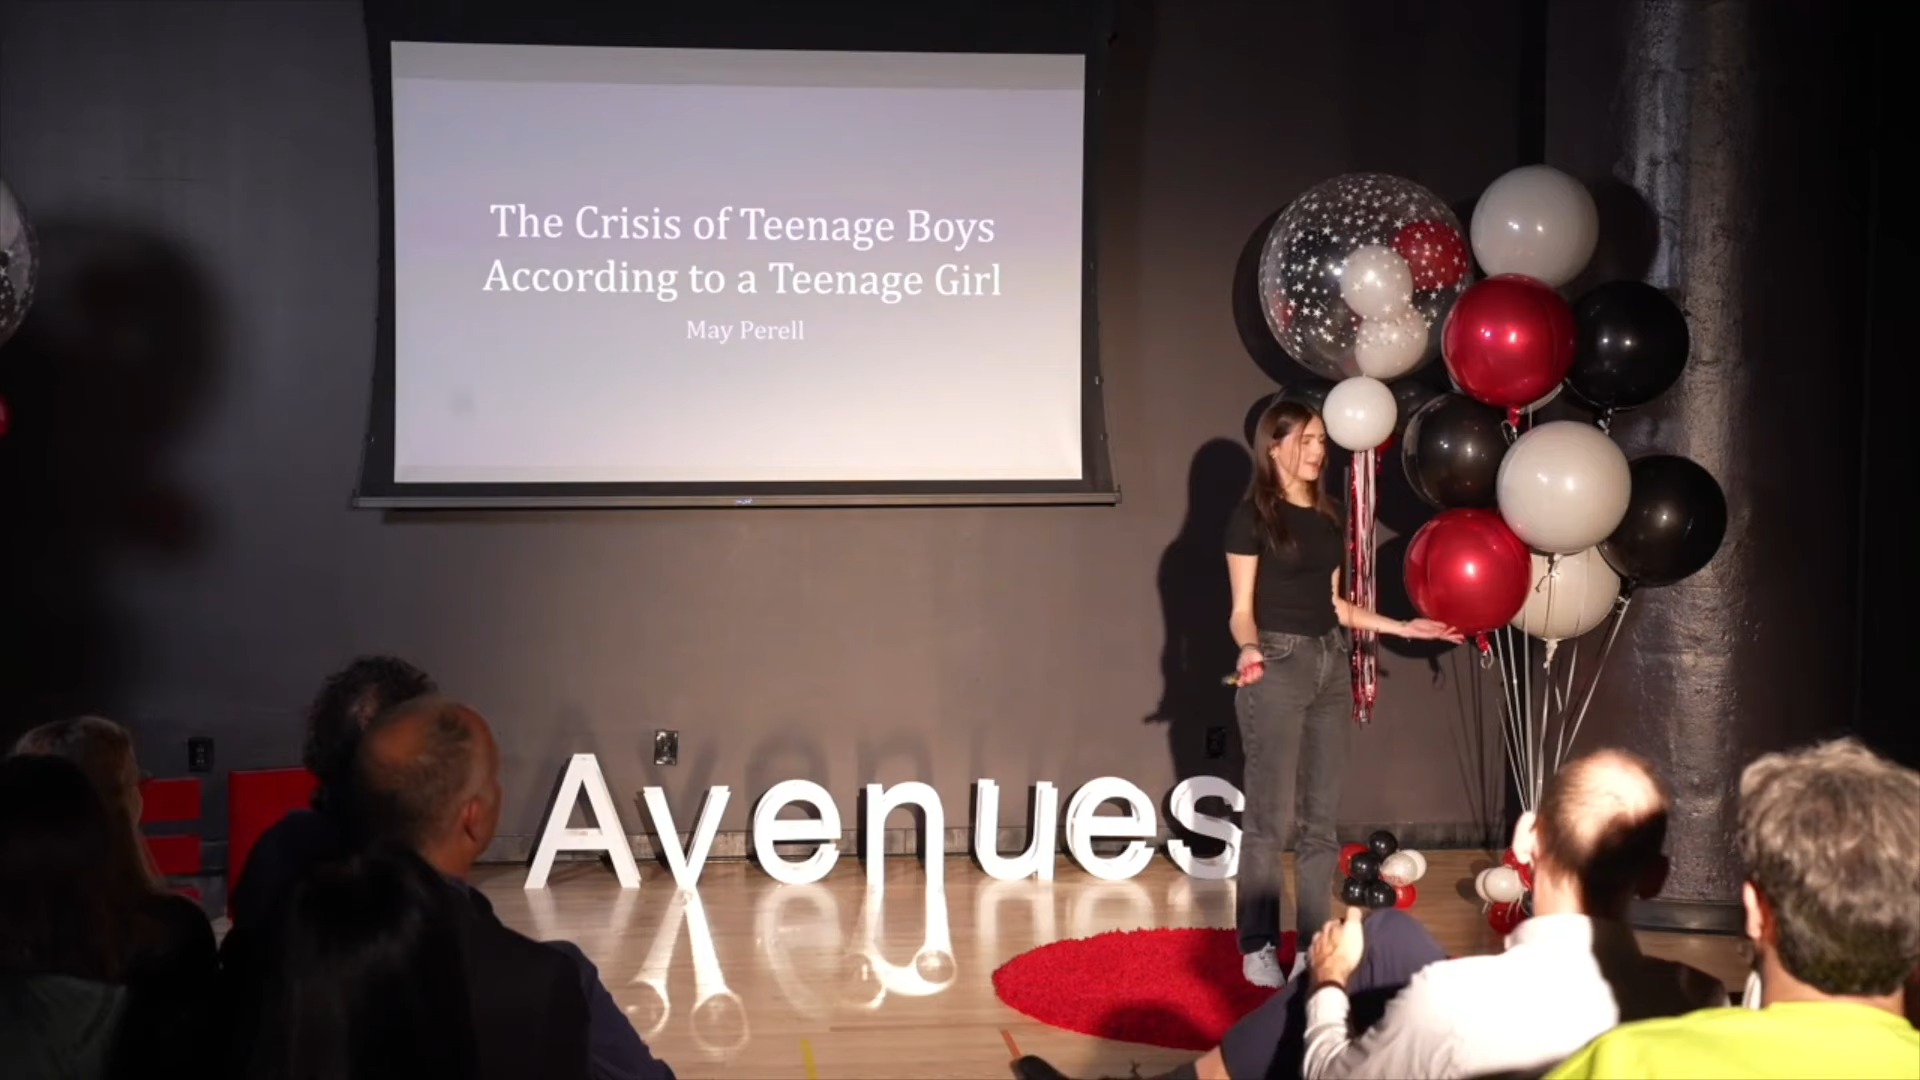 The Crisis of Teenage Boys
According to a Teenage Girl
May Perell
Avenues